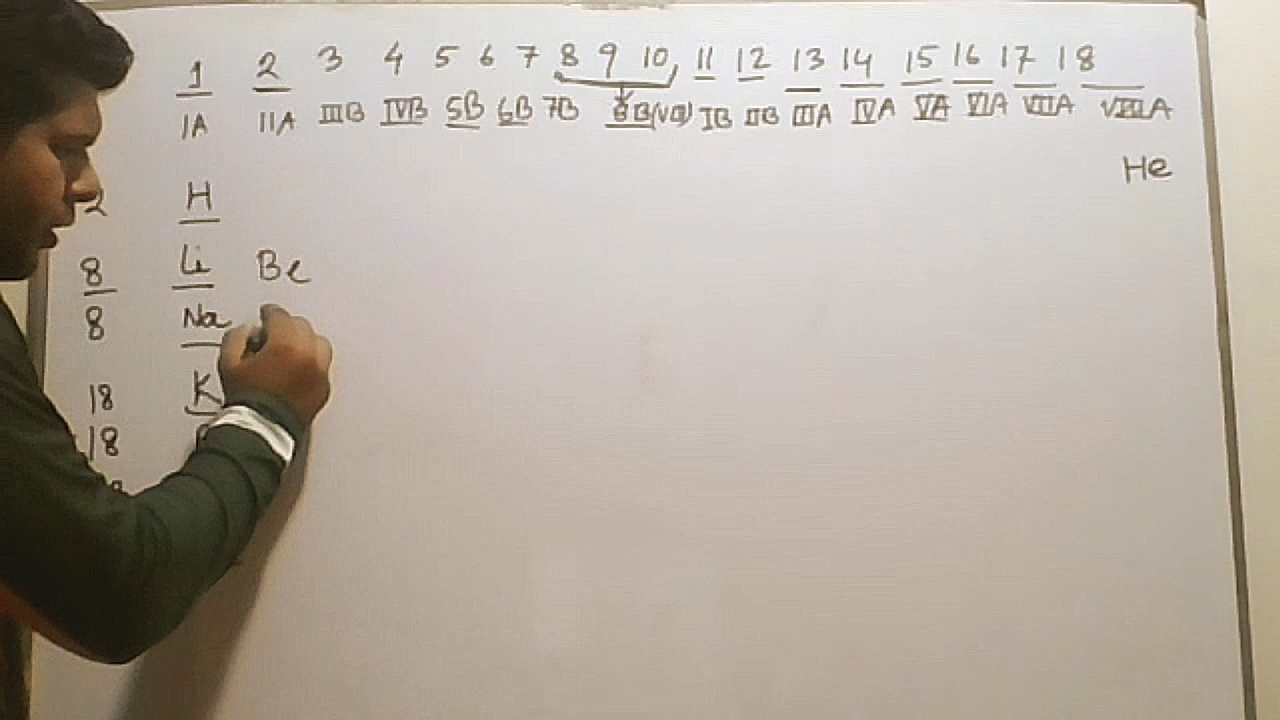 1 2 3 4 5 6 7 8 9 10, 11 12 13 14 15 16 17 18
IA IIA IIIB IVB 5B 6B 7B 8B(VIII) IB IIB IIIA IVA VA VIA VIIA VIIIA
He
2 H
8 Li Be
8 Na
18 K
18